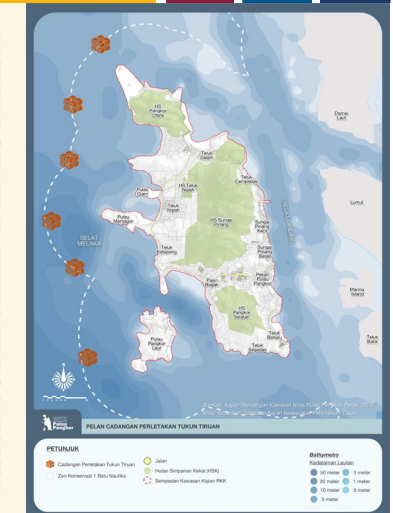 HS
Pangkor
Utara
Damai
Laut
Teluk
Dalam
Teluk
Cempedak
Pulau
Giam
HS Teluk
Nipah
Teluk
Nipah
Lumut
Pulau
Mentagor
HS Sungai
Pinang
Sungai
Pinang
Kecil
SELAT
MELAKA
Teluk
Ketapang
Sungai
Pinang
Besar
Pasir
Bogak
Pekan
Pulau
Pangkor
Marina
Island
HS
Pangkor
Selatan
Pulau
Pangkor
Laut
Teluk
Baharu
Teluk
Gedung
Teluk
Batik
Pulau
Pangkor
PELAN CADANGAN PERLETAKAN TUKUN TIRUAN
PETUNJUK
Cadangan Perletakan Tukun Tiruan
Zon Konservasi 1 Batu Nautika
Jalan
Hutan Simpanan Kekal (HSK)
Sempadan Kawasan Kajian RKK
Bathymetry
Kedalaman Lautan
50 meter
3 meter
20 meter
1 meter
10 meter
0 meter
5 meter